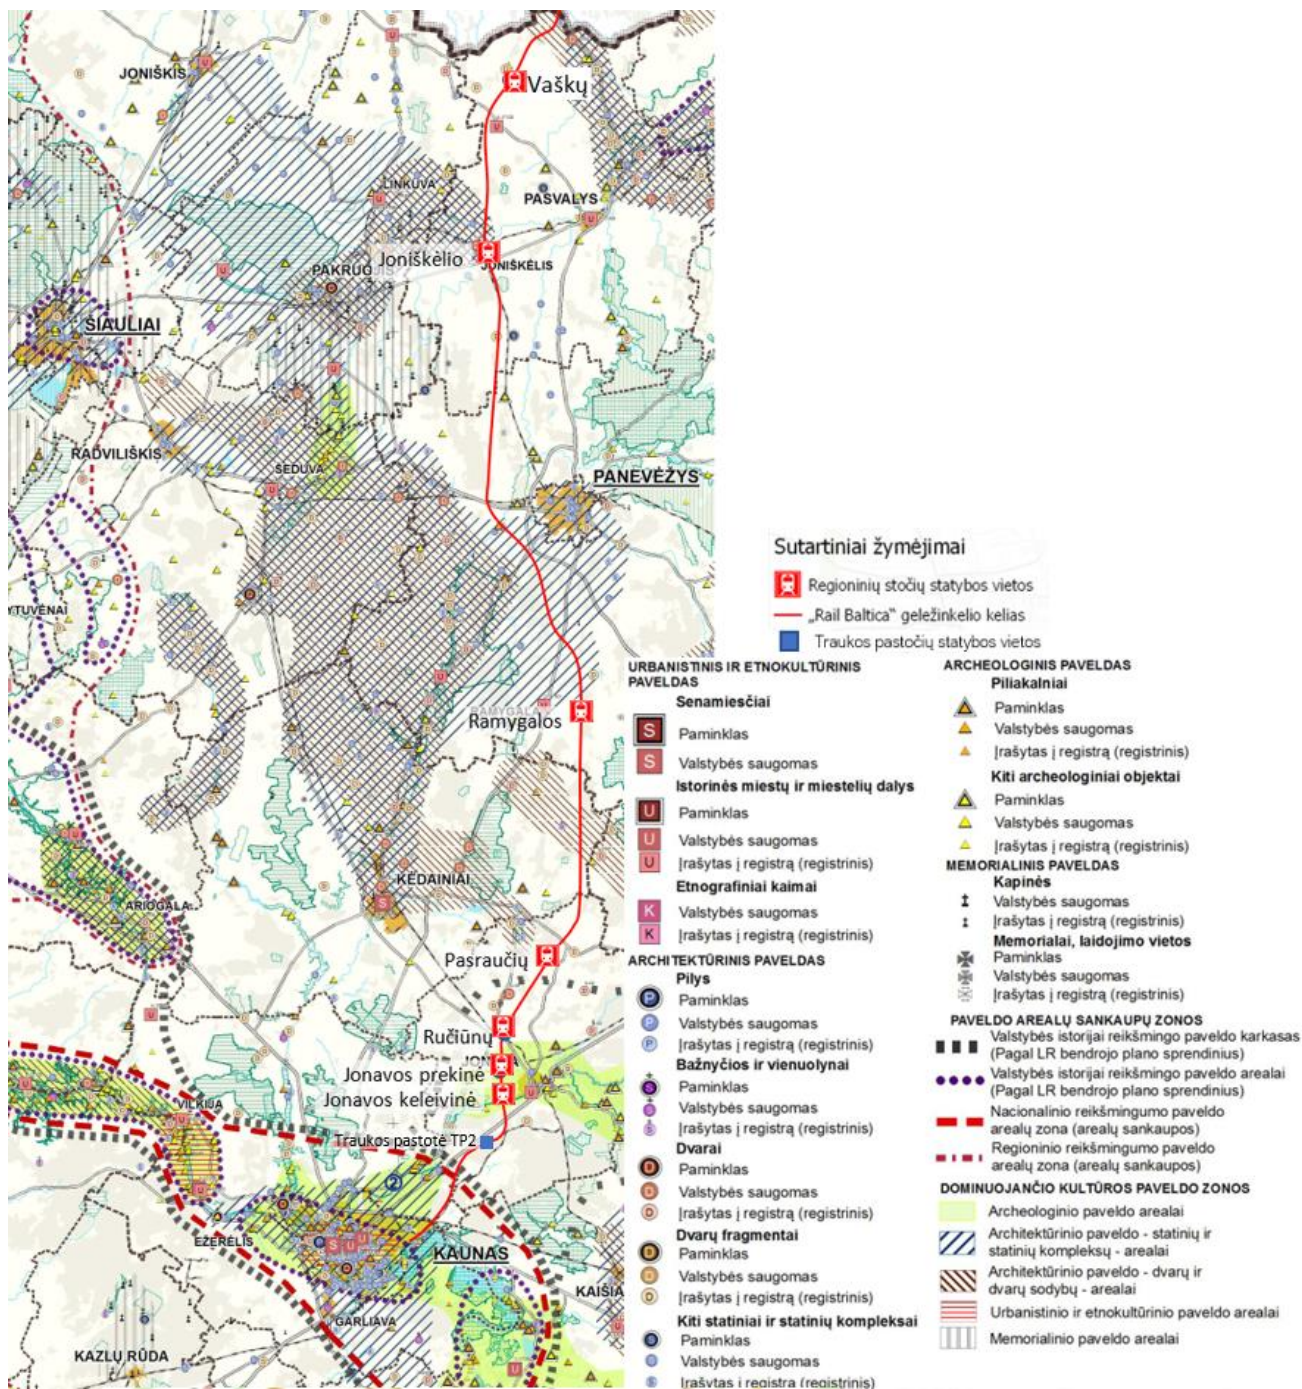 JONIŠKIS
Vaškų
LINKUVA
PASVALYS
Joniškėlio
JONIŠKĖLIS
PAKRUOJIS
ŠIAULIAI
RADVILIŠKIS
ŠEDUVA
PANEVĖŽYS
YTUVĖNAI
RAMYGALA
Ramygalos
KĖDAINIAI
ARIOGALA
Pasraučių
Ručiūnų
Jonavos prekinė
Jonavos keleivinė
VILKIJA
Traukos pastotė TP2
2
EŽERĖLIS
KAUNAS
KAIŠIA
GARLIAVA
KAZLŲ RŪDA
Sutartiniai žymėjimai
Regioninių stočių statybos vietos
„Rail Baltica“ geležinkelio kelias
Traukos pastočių statybos vietos
URBANISTINIS IR ETNOKULTŪRINIS
PAVELDAS
Senamiesčiai
S Paminklas
S Valstybės saugomas
Istorinės miestų ir miestelių dalys
U Paminklas
U Valstybės saugomas
U Įrašytas į registrą (registrinis)
Etnografiniai kaimai
K Valstybės saugomas
K Įrašytas į registrą (registrinis)
ARCHITEKTŪRINIS PAVELDAS
Pilys
P Paminklas
P Valstybės saugomas
P Įrašytas į registrą (registrinis)
Bažnyčios ir vienuolynai
S Paminklas
S Valstybės saugomas
S Įrašytas į registrą (registrinis)
Dvarai
Paminklas
Valstybės saugomas
D Įrašytas į registrą (registrinis)
Dvarų fragmentai
Paminklas
Valstybės saugomas
D Įrašytas į registrą (registrinis)
Kiti statiniai ir statinių kompleksai
S Paminklas
Valstybės saugomas
S Įrašytas į registrą (registrinis)
ARCHEOLOGINIS PAVELDAS
Piliakalniai
Paminklas
Valstybės saugomas
Įrašytas į registrą (registrinis)
Kiti archeologiniai objektai
Paminklas
Valstybės saugomas
Įrašytas į registrą (registrinis)
MEMORIALINIS PAVELDAS
Kapinės
Valstybės saugomas
Įrašytas į registrą (registrinis)
Memorialai, laidojimo vietos
Paminklas
Valstybės saugomas
Įrašytas į registrą (registrinis)
PAVELDO AREALŲ SANKAUPŲ ZONOS
Valstybės istorijai reikšmingo paveldo karkasas
(Pagal LR bendrojo plano sprendinius)
Valstybės istorijai reikšmingo paveldo arealai
(Pagal LR bendrojo plano sprendinius)
Nacionalinio reikšmingumo paveldo
arealų zona (arealų sankaupos)
Regioninio reikšmingumo paveldo
arealų zona (arealų sankaupos)
DOMINUOJANČIO KULTŪROS PAVELDO ZONOS
Archeologinio paveldo arealai
Architektūrinio paveldo - statinių ir
statinių kompleksų - arealai
Architektūrinio paveldo - dvarų ir
dvarų sodybų - arealai
Urbanistinio ir etnokultūrinio paveldo arealai
Memorialinio paveldo arealai